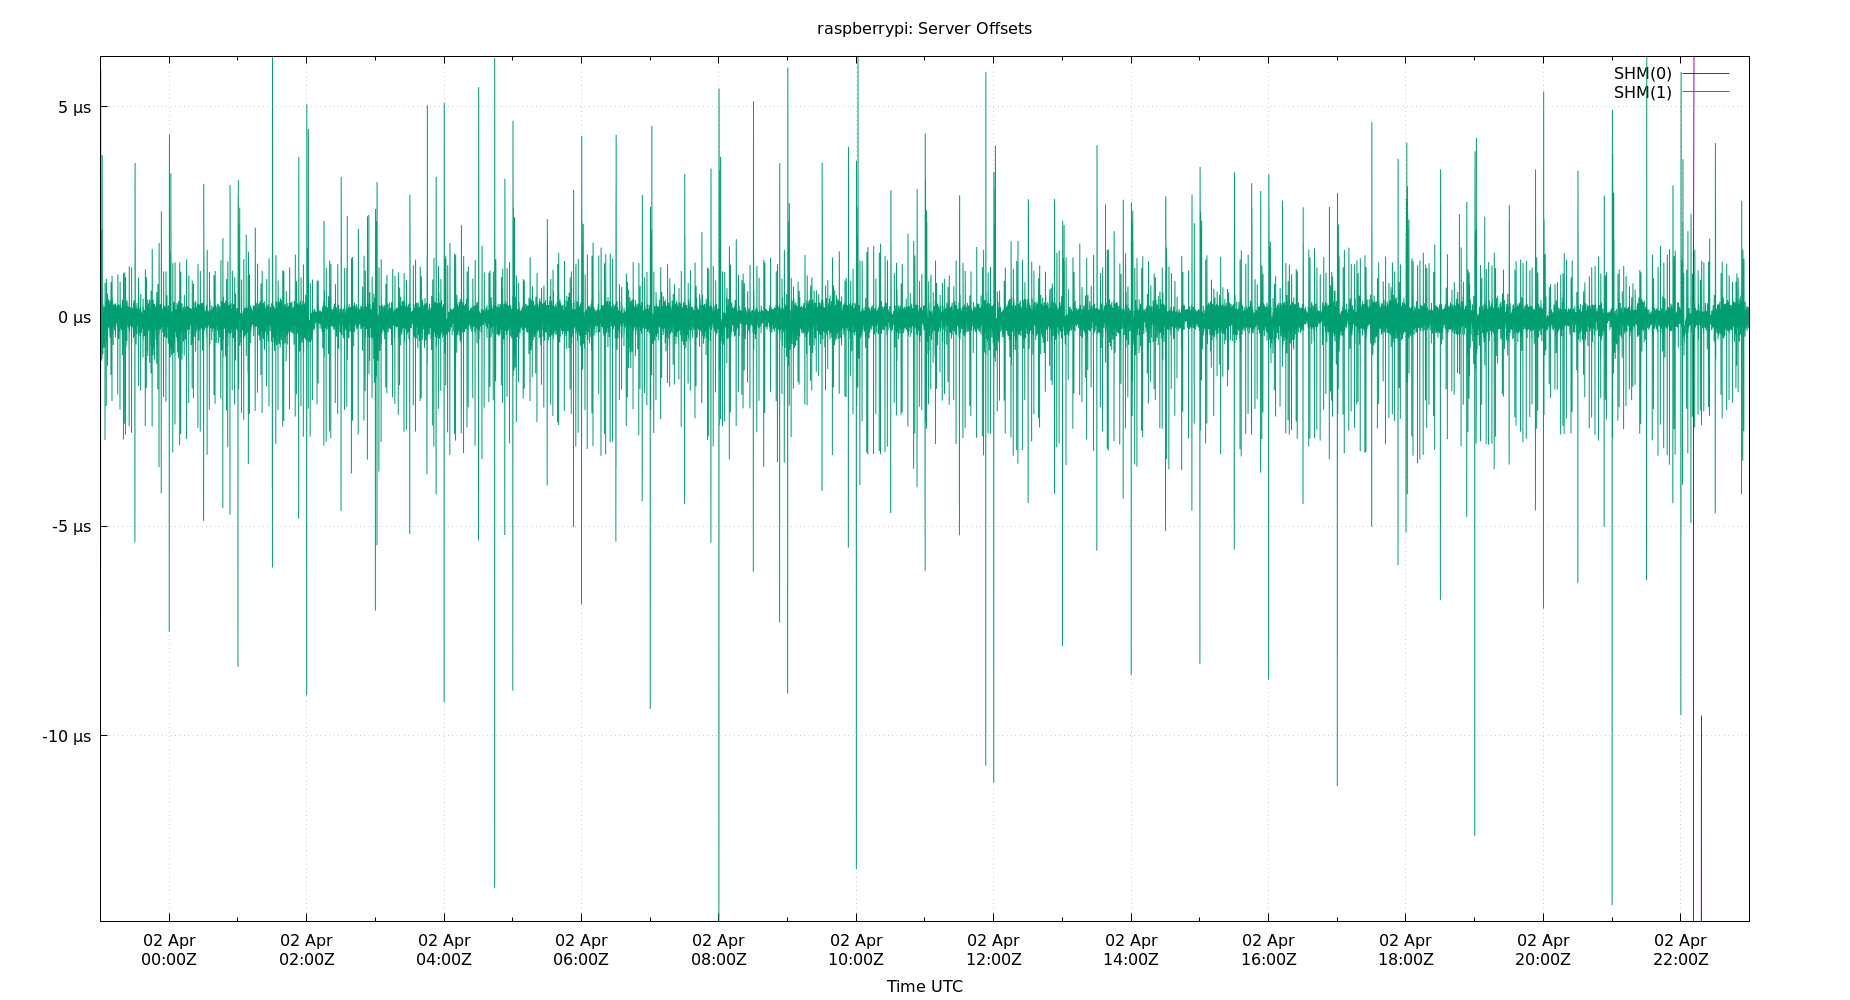 raspberrypi: Server Offsets
SHM(0)
SHM(1)
5 µs
0 µs
-5 µs
-10 µs
02 Apr 02 Apr 02 Apr 02 Apr 02 Apr 02 Apr 02 Apr 02 Apr 02 Apr 02 Apr 02 Apr 02 Apr
00:00Z 02:00Z 04:00Z 06:00Z 08:00Z 10:00Z 12:00Z 14:00Z 16:00Z 18:00Z 20:00Z 22:00Z
Time UTC